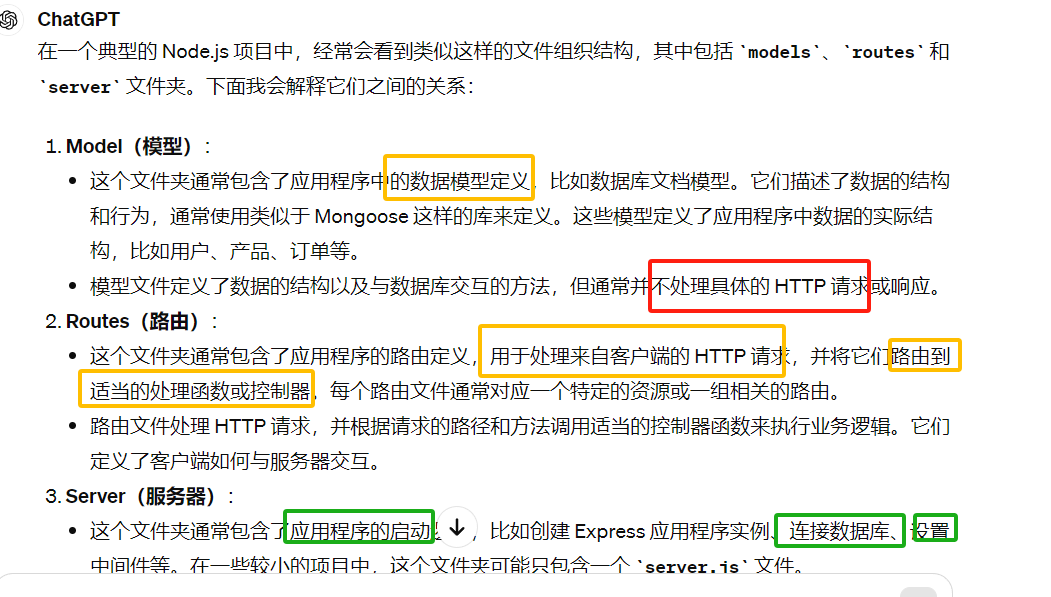 ChatGPT
在一个典型的 Node.js 项目中，经常会看到类似这样的文件组织结构，其中包括 `models`、`routes` 和
`server` 文件夹。下面我会解释它们之间的关系：
1. Model（模型）：
• 这个文件夹通常包含了应用程序中的数据模型定义，比如数据库文档模型。它们描述了数据的结构
和行为，通常使用类似于 Mongoose 这样的库来定义。这些模型定义了应用程序中数据的实际结
构，比如用户、产品、订单等。
• 模型文件定义了数据的结构以及与数据库交互的方法，但通常并不处理具体的 HTTP 请求或响应。
2. Routes（路由）：
• 这个文件夹通常包含了应用程序的路由定义，用于处理来自客户端的 HTTP 请求，并将它们路由到
适当的处理函数或控制器。每个路由文件通常对应一个特定的资源或一组相关的路由。
• 路由文件处理 HTTP 请求，并根据请求的路径和方法调用适当的控制器函数来执行业务逻辑。它们
定义了客户端如何与服务器交互。
3. Server（服务器）：
• 这个文件夹通常包含了应用程序的启动，比如创建 Express 应用程序实例、连接数据库、设置
中间件等。在一些较小的项目中，这个文件夹可能只包含一个 `server.js` 文件。